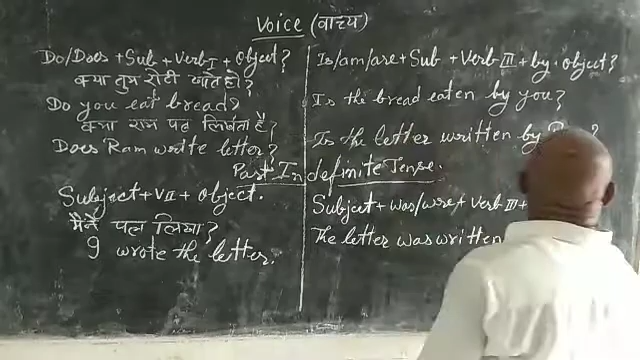 Voice (वाच्य)
Do/Does + Sub + Verb I + Object?
क्या तुम रोटी खाते हो?
Do you eat bread?
क्या राम पत्र लिखता है?
Does Ram write letter?
Is/am/are + Sub + Verb III + by + object?
Is the bread eaten by you?
Is the letter written by ?
Past Indefinite Tense.
Subject + V II + Object.
मैंने पत्र लिखा?
I wrote the letter.
Subject + was/were + Verb III +
The letter was written